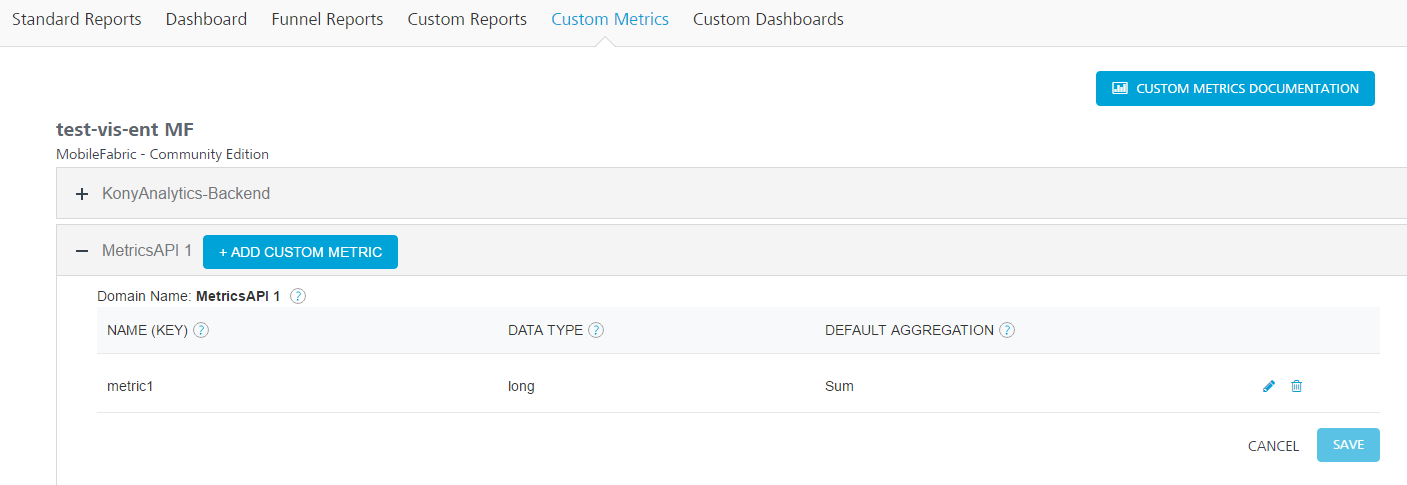 Standard Reports Dashboard Funnel Reports Custom Reports Custom Metrics Custom Dashboards
CUSTOM METRICS DOCUMENTATION
test-vis-ent MF
MobileFabric - Community Edition
+ KonyAnalytics-Backend
− MetricsAPI 1 + ADD CUSTOM METRIC
Domain Name: MetricsAPI 1 ?
NAME (KEY) ? DATA TYPE ? DEFAULT AGGREGATION ?
metric1 long Sum
CANCEL SAVE